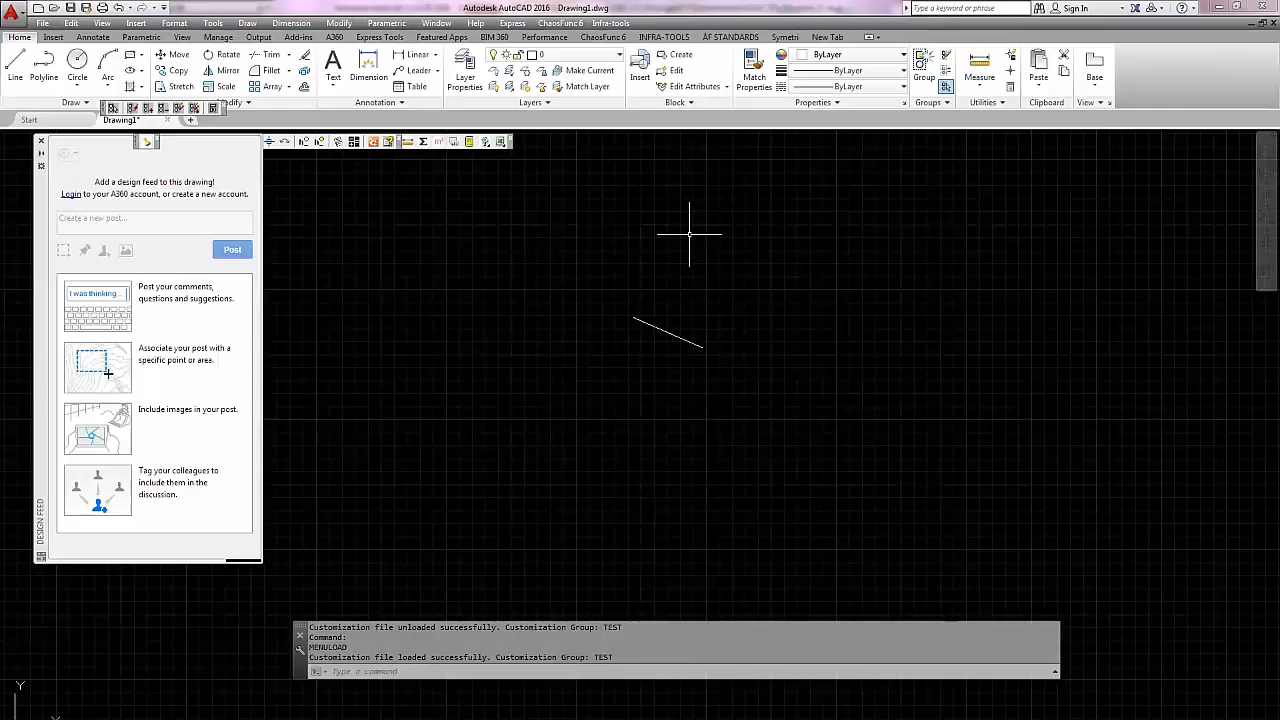 Autodesk AutoCAD 2016 Drawing1.dwg
Type a keyword or phrase
Sign In
File Edit View Insert Format Tools Draw Dimension Modify Parametric Window Help Express ChaosFunc 6 Infra-tools
Home Insert Annotate Parametric View Manage Output Add-ins A360 Express Tools Featured Apps BIM 360 Performance ChaosFunc 6 INFRA-TOOLS ÅF STANDARDS Symetri New Tab
Line
Polyline
Circle
Arc
Move
Rotate
Trim
Copy
Mirror
Fillet
Stretch
Scale
Array
Text
Dimension
Linear
Leader
Table
Layer
Properties
0
Make Current
Match Layer
Insert
Create
Edit
Edit Attributes
Match
Properties
ByLayer
ByLayer
ByLayer
Group
Measure
Paste
Base
Draw
dify
Annotation
Layers
Block
Properties
Groups
Utilities
Clipboard
View
Start
Drawing1*
Add a design feed to this drawing!
Login to your A360 account, or create a new account.
Create a new post...
Post
I was thinking...
Post your comments,
questions and suggestions.
Associate your post with a
specific point or area.
Include images in your post.
Tag your colleagues to
include them in the
discussion.
DESIGN FEED
Customization file unloaded successfully. Customization Group: TEST
Command:
MENULOAD
Customization file loaded successfully. Customization Group: TEST
Type a command
Y